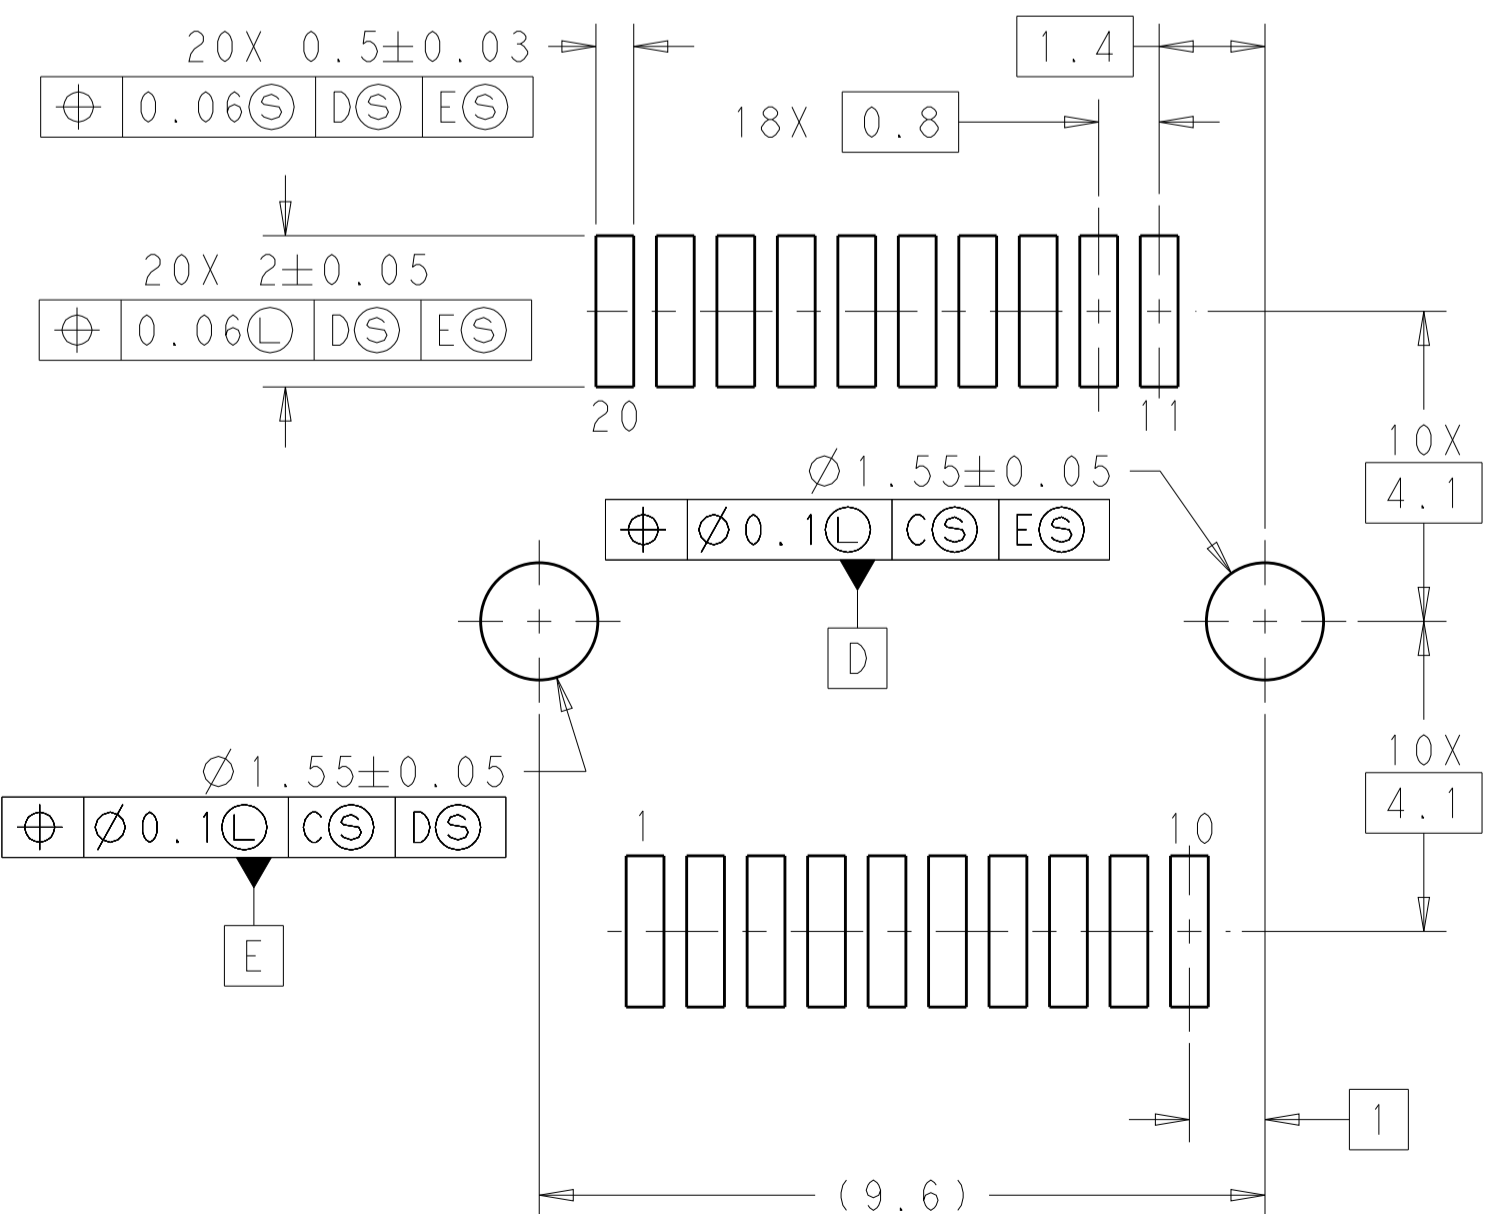 20X 0.5±0.03
⌖ 0.06Ⓢ DⓈ EⓈ
1.4
18X 0.8
20X 2±0.05
⌖ 0.06Ⓛ DⓈ EⓈ
20
11
10X
4.1
Ø1.55±0.05
⌖ Ø0.1Ⓛ CⓈ EⓈ
D
Ø1.55±0.05
⌖ Ø0.1Ⓛ CⓈ DⓈ
E
10X
4.1
1
10
1
(9.6)